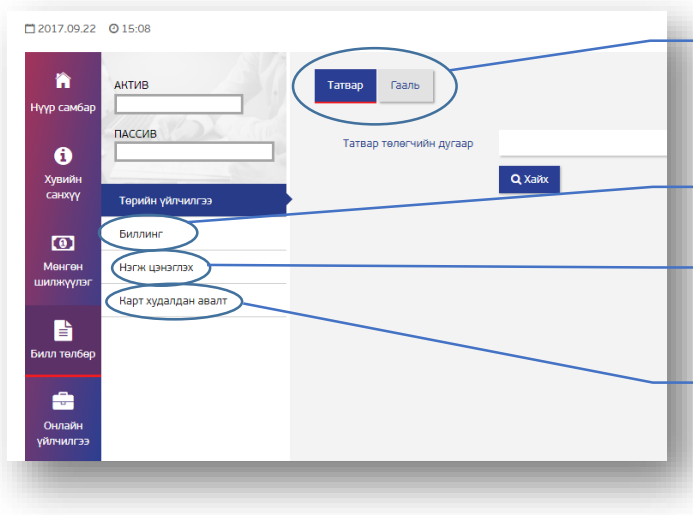 2017.09.22 15:08
Нүүр самбар
Хувийн
санхүү
Мөнгөн
шилжүүлэг
Билл төлбөр
Онлайн
үйлчилгээ
АКТИВ
ПАССИВ
Төрийн үйлчилгээ
Биллинг
Нэгж цэнэглэх
Карт худалдан авалт
Татвар Гааль
Татвар төлөгчийн дугаар
Хайх